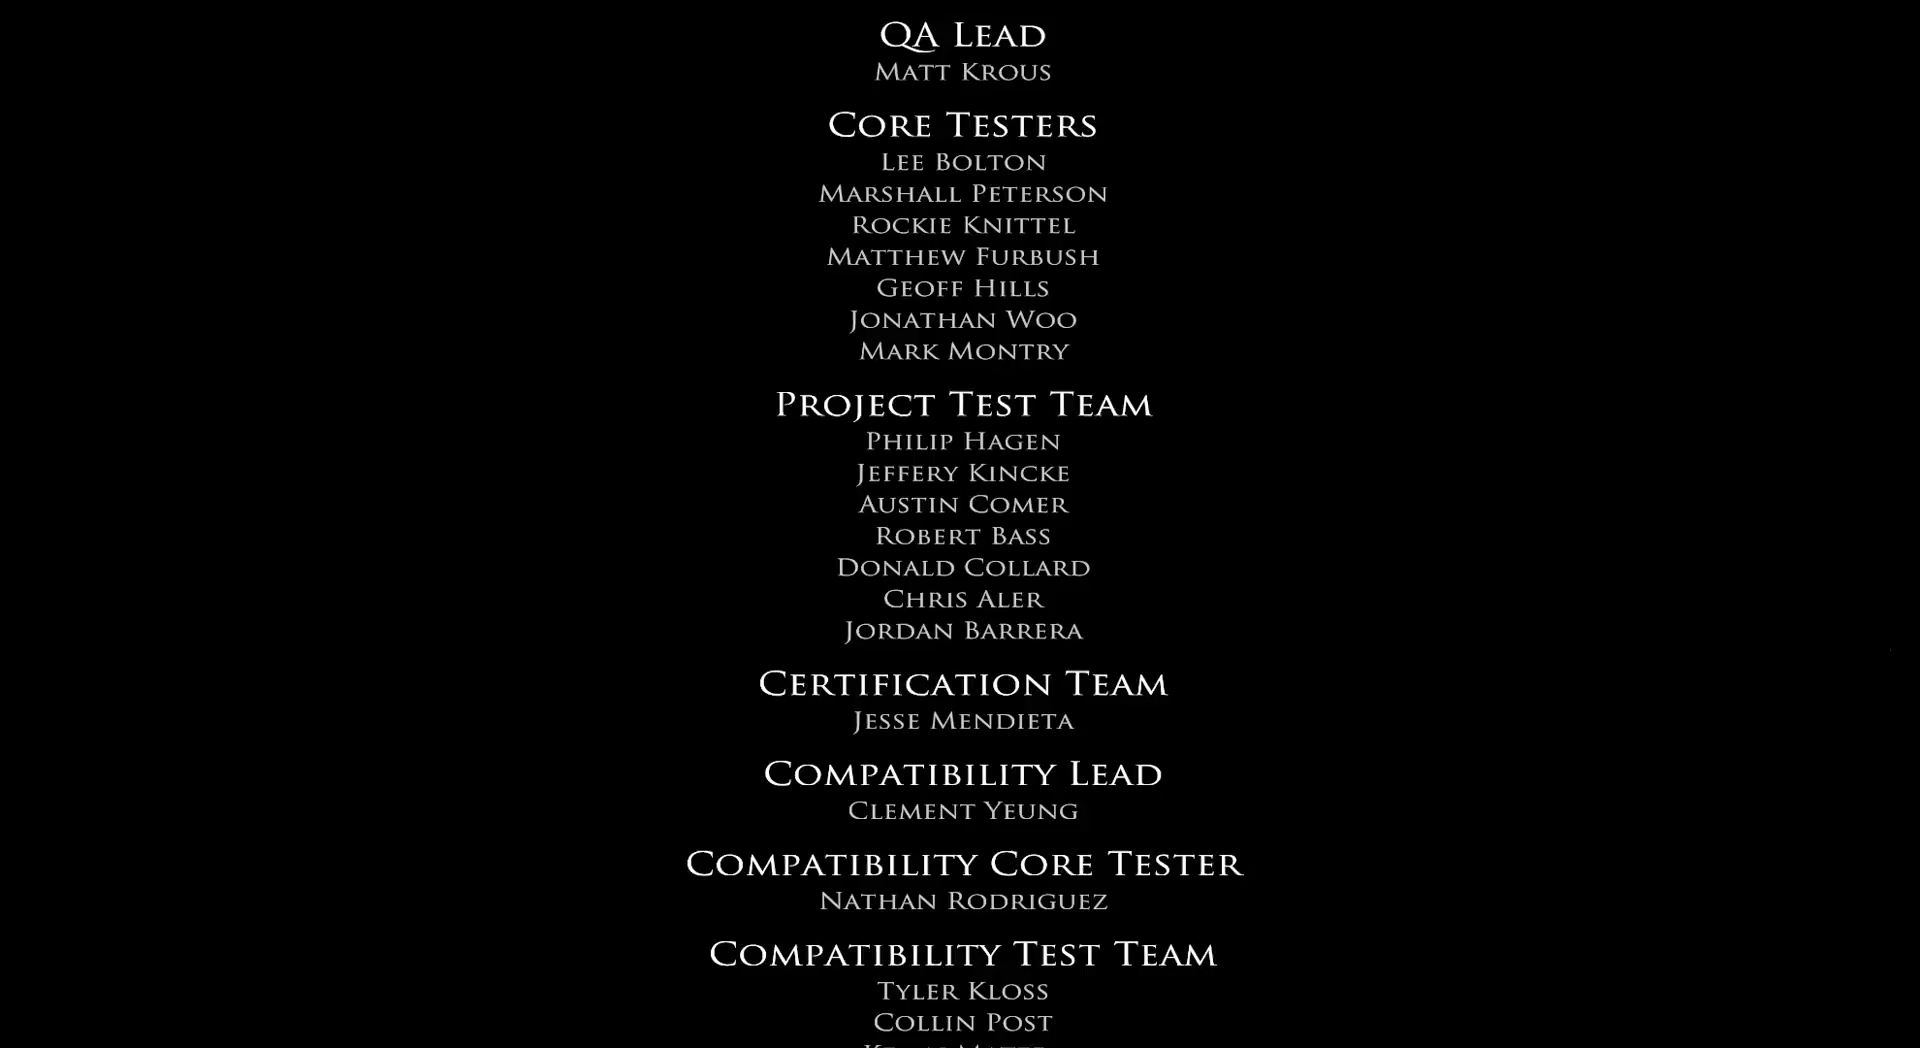 QA Lead
Matt Krous
Core Testers
Lee Bolton
Marshall Peterson
Rockie Knittel
Matthew Furbush
Geoff Hills
Jonathan Woo
Mark Montry
Project Test Team
Philip Hagen
Jeffery Kincke
Austin Comer
Robert Bass
Donald Collard
Chris Aler
Jordan Barrera
Certification Team
Jesse Mendieta
Compatibility Lead
Clement Yeung
Compatibility Core Tester
Nathan Rodriguez
Compatibility Test Team
Tyler Kloss
Collin Post